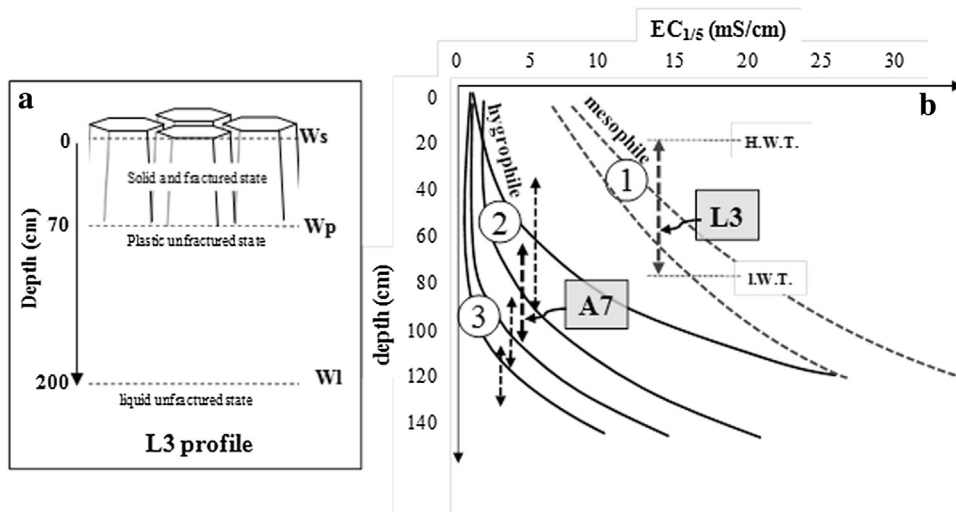 a
0
Ws
Solid and fractured state
70
Wp
Plastic unfractured state
Depth (cm)
200
Wl
liquid unfractured state
L3 profile
EC1/5 (mS/cm)
0 5 10 15 20 25 30
b
depth (cm)
0
20
40
60
80
100
120
140
hygrophile
mesophile
1
2
3
H.W.T.
L3
l.W.T.
A7